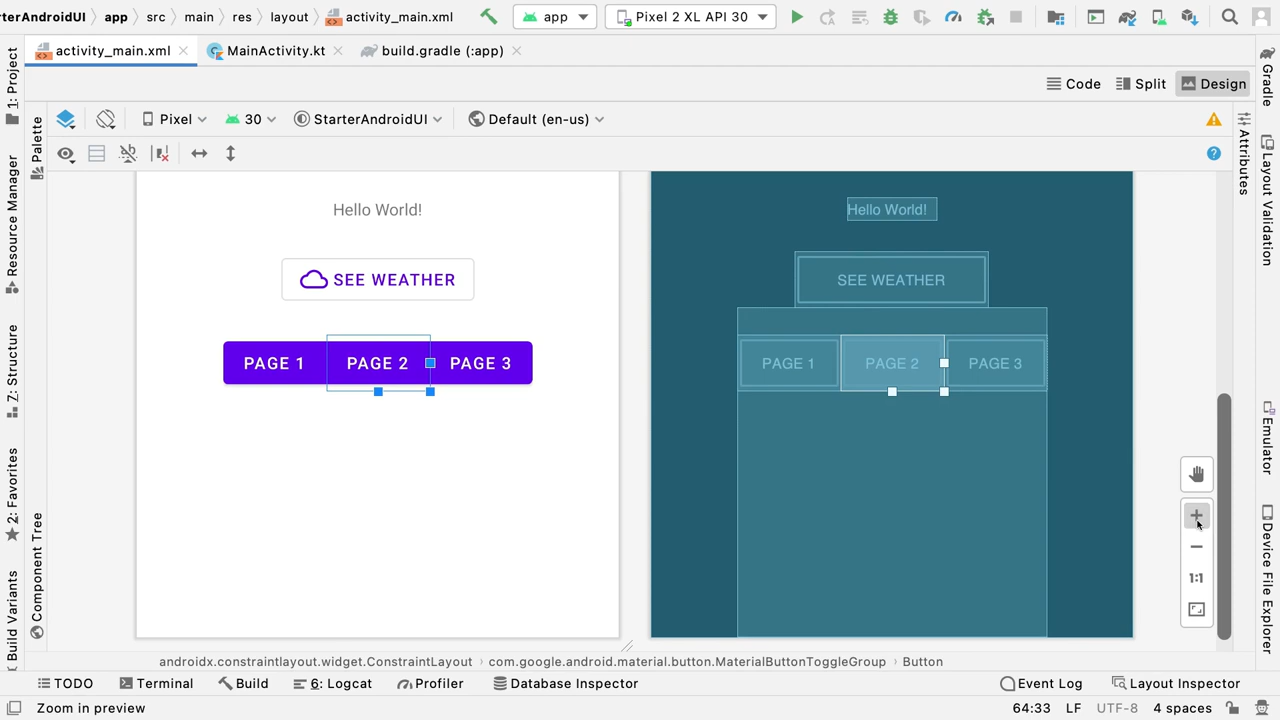 rterAndroidUI app src main res layout activity_main.xml app Pixel 2 XL API 30
activity_main.xml MainActivity.kt build.gradle (:app)
Code Split Design
Pixel 30 StarterAndroidUI Default (en-us)
1: Project
Resource Manager
Z: Structure
2: Favorites
Build Variants
Palette
Component Tree
Hello World!
SEE WEATHER
PAGE 1 PAGE 2 PAGE 3
Hello World!
SEE WEATHER
PAGE 1 PAGE 2 PAGE 3
1:1
Attributes
Gradle
Layout Validation
Emulator
Device File Explorer
androidx.constraintlayout.widget.ConstraintLayout com.google.android.material.button.MaterialButtonToggleGroup Button
TODO Terminal Build 6: Logcat Profiler Database Inspector Event Log Layout Inspector
Zoom in preview 64:33 LF UTF-8 4 spaces